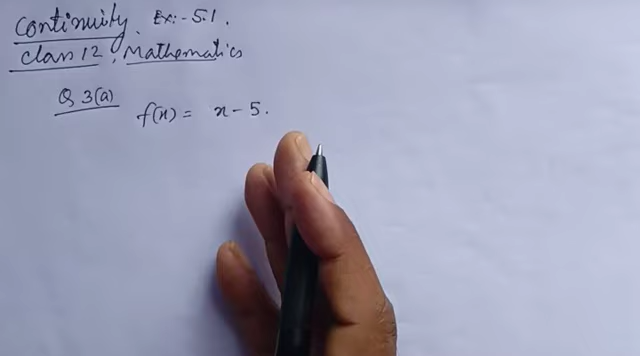 Continuity. Ex:- 5.1.
Class 12, Mathematics
Q 3(a) f(x) = x - 5.